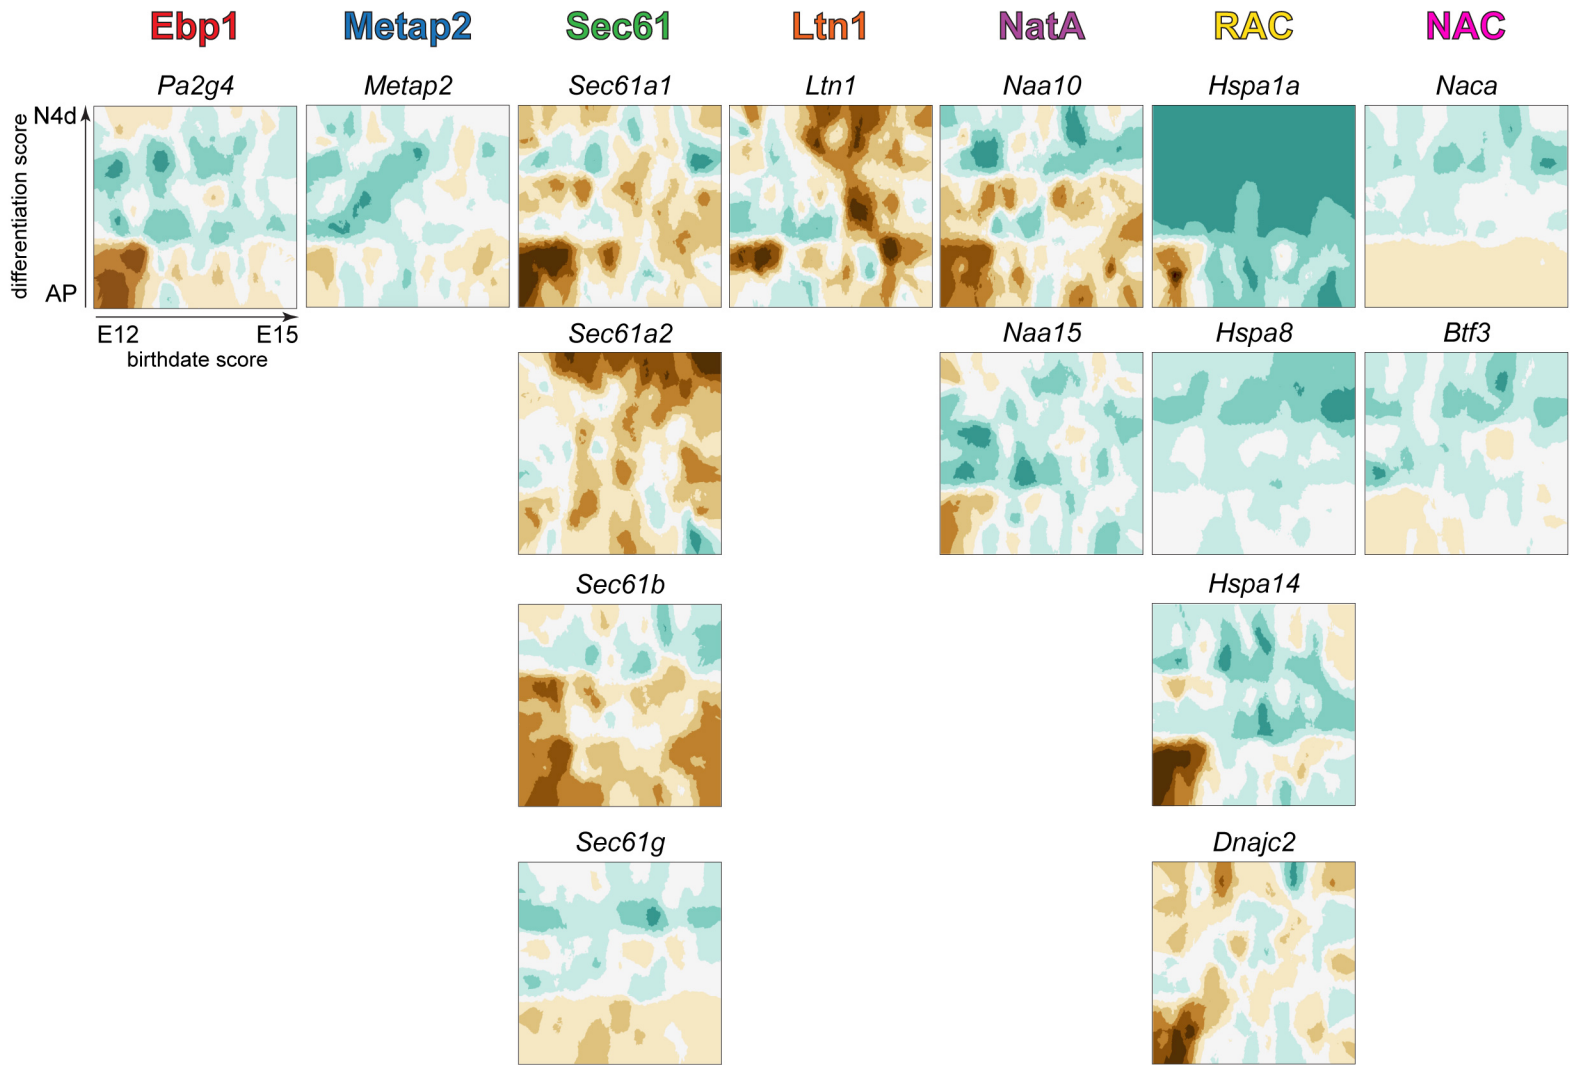 Ebp1 Metap2 Sec61 Ltn1 NatA RAC NAC
Pa2g4 Metap2 Sec61a1 Ltn1 Naa10 Hspa1a Naca
N4d
differentiation score
AP
E12 E15
birthdate score
Sec61a2 Naa15 Hspa8 Btf3
Sec61b Hspa14
Sec61g Dnajc2